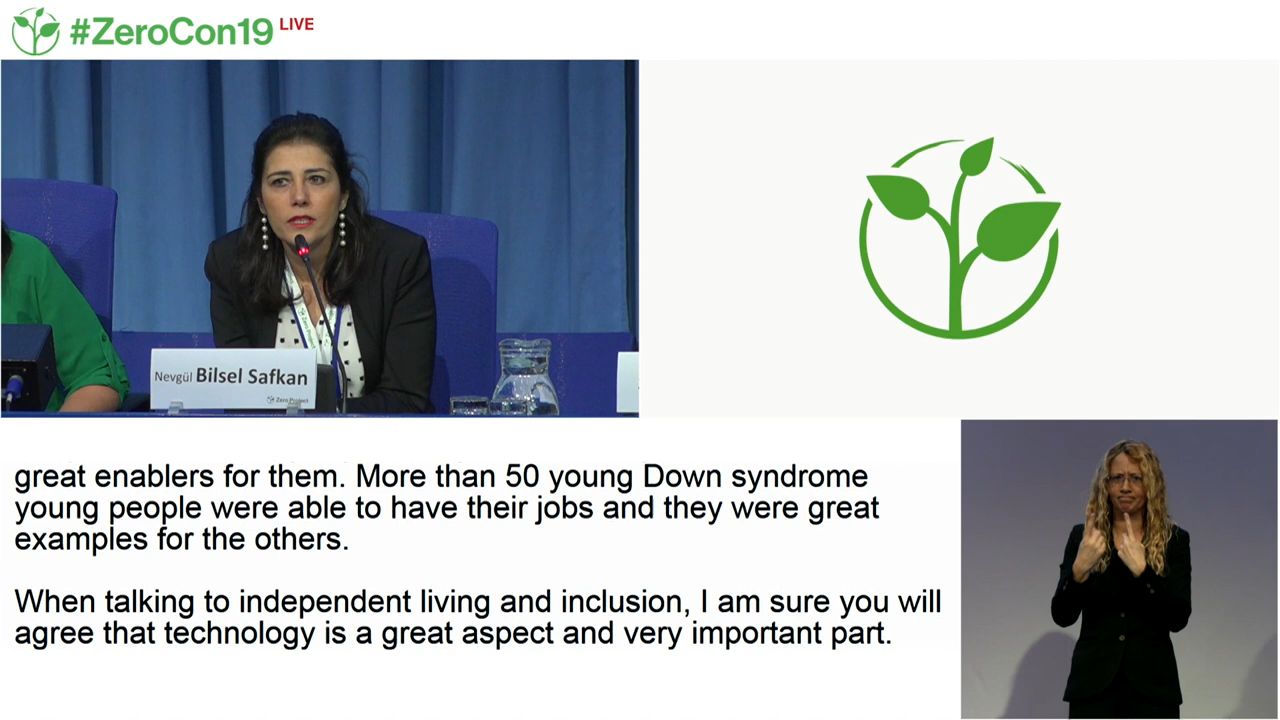 #ZeroCon19 LIVE
Nevgül Bilsel Safkan
Zero Project
great enablers for them. More than 50 young Down syndrome
young people were able to have their jobs and they were great
examples for the others.
When talking to independent living and inclusion, I am sure you will
agree that technology is a great aspect and very important part.